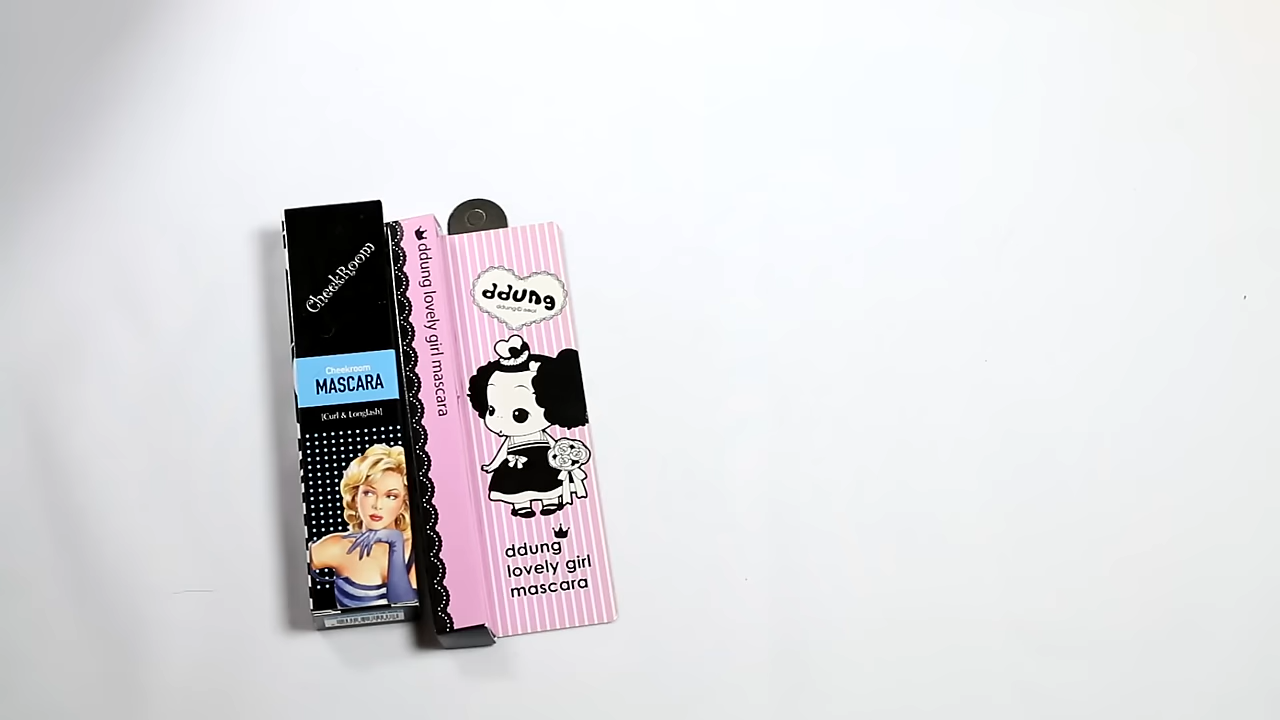 CheekRoom
Cheekroom
MASCARA
[Curl & Longlash]
ddung lovely girl mascara
ddung
ddung
lovely girl
mascara